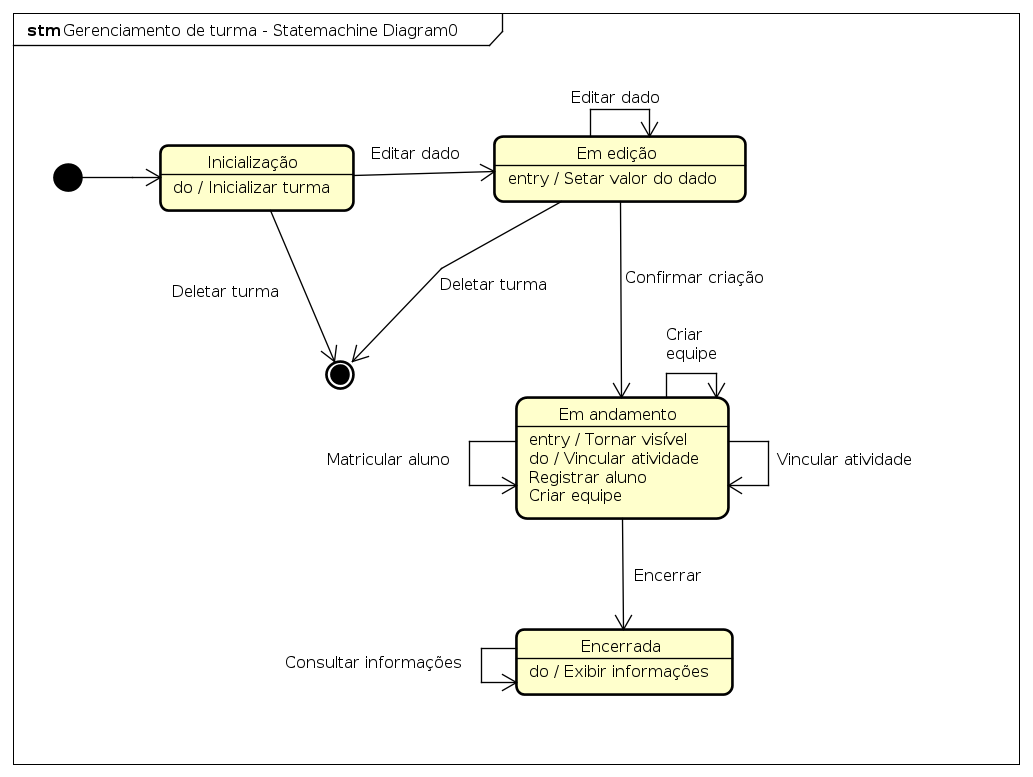 stm Gerenciamento de turma - Statemachine Diagram0
Editar dado
Inicialização
do / Inicializar turma
Editar dado
Em edição
entry / Setar valor do dado
Deletar turma
Deletar turma
Confirmar criação
Criar
equipe
Em andamento
entry / Tornar visível
do / Vincular atividade
Registrar aluno
Criar equipe
Matricular aluno
Vincular atividade
Encerrar
Encerrada
do / Exibir informações
Consultar informações